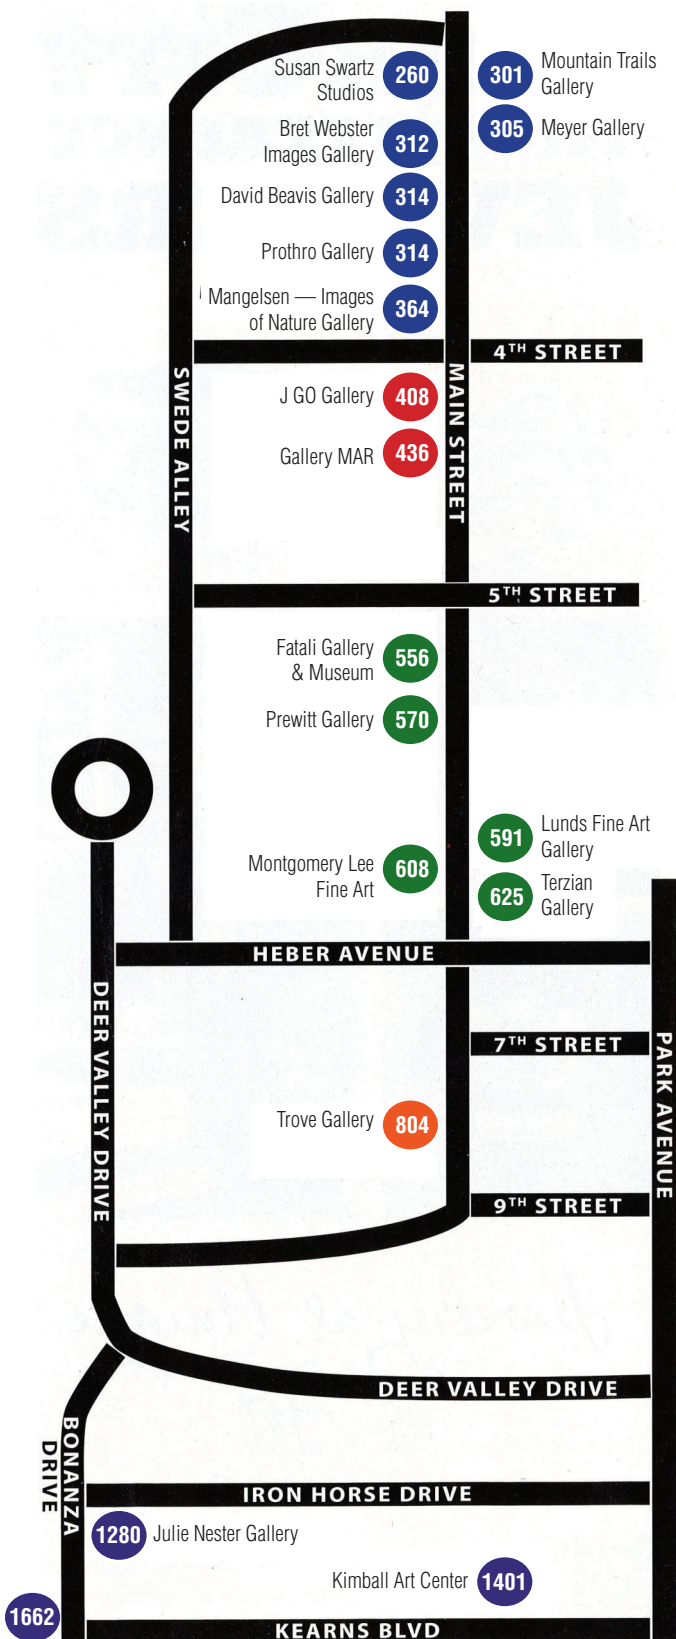 Susan Swartz
Studios
260
301
Mountain Trails
Gallery
305
Meyer Gallery
Bret Webster
Images Gallery
312
David Beavis Gallery
314
Prothro Gallery
314
Mangelsen — Images
of Nature Gallery
364
4TH STREET
SWEDE ALLEY
MAIN STREET
J GO Gallery
408
Gallery MAR
436
5TH STREET
Fatali Gallery
& Museum
556
Prewitt Gallery
570
591
Lunds Fine Art
Gallery
Montgomery Lee
Fine Art
608
625
Terzian
Gallery
HEBER AVENUE
DEER VALLEY DRIVE
7TH STREET
PARK AVENUE
Trove Gallery
804
9TH STREET
DEER VALLEY DRIVE
BONANZA
DRIVE
IRON HORSE DRIVE
1280
Julie Nester Gallery
Kimball Art Center
1401
1662
KEARNS BLVD